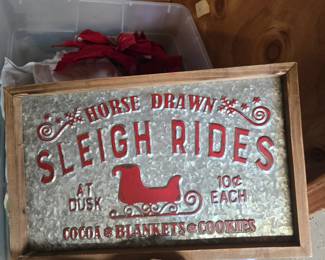 HORSE DRAWN
SLEIGH RIDES
AT
DUSK
10¢
EACH
COCOA BLANKETS COOKIES